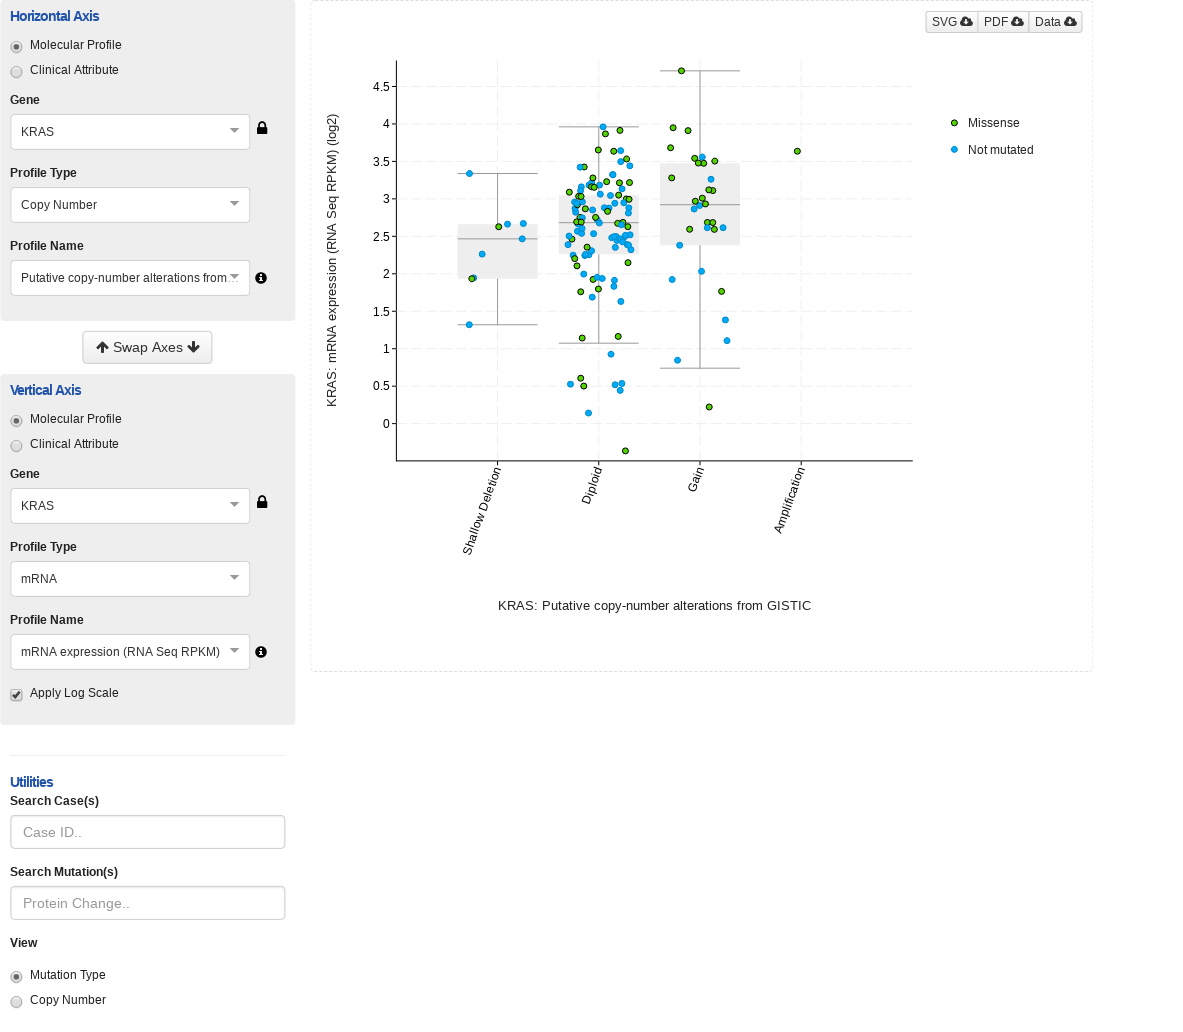 Horizontal Axis
Molecular Profile
Clinical Attribute
Gene
KRAS
Profile Type
Copy Number
Profile Name
Putative copy-number alterations from...
Swap Axes
Vertical Axis
Molecular Profile
Clinical Attribute
Gene
KRAS
Profile Type
mRNA
Profile Name
mRNA expression (RNA Seq RPKM)
Apply Log Scale
Utilities
Search Case(s)
Case ID..
Search Mutation(s)
Protein Change..
View
Mutation Type
Copy Number
SVG PDF Data
KRAS: mRNA expression (RNA Seq RPKM) (log2)
4.5
4
3.5
3
2.5
2
1.5
1
0.5
0
Shallow Deletion
Diploid
Gain
Amplification
KRAS: Putative copy-number alterations from GISTIC
Missense
Not mutated